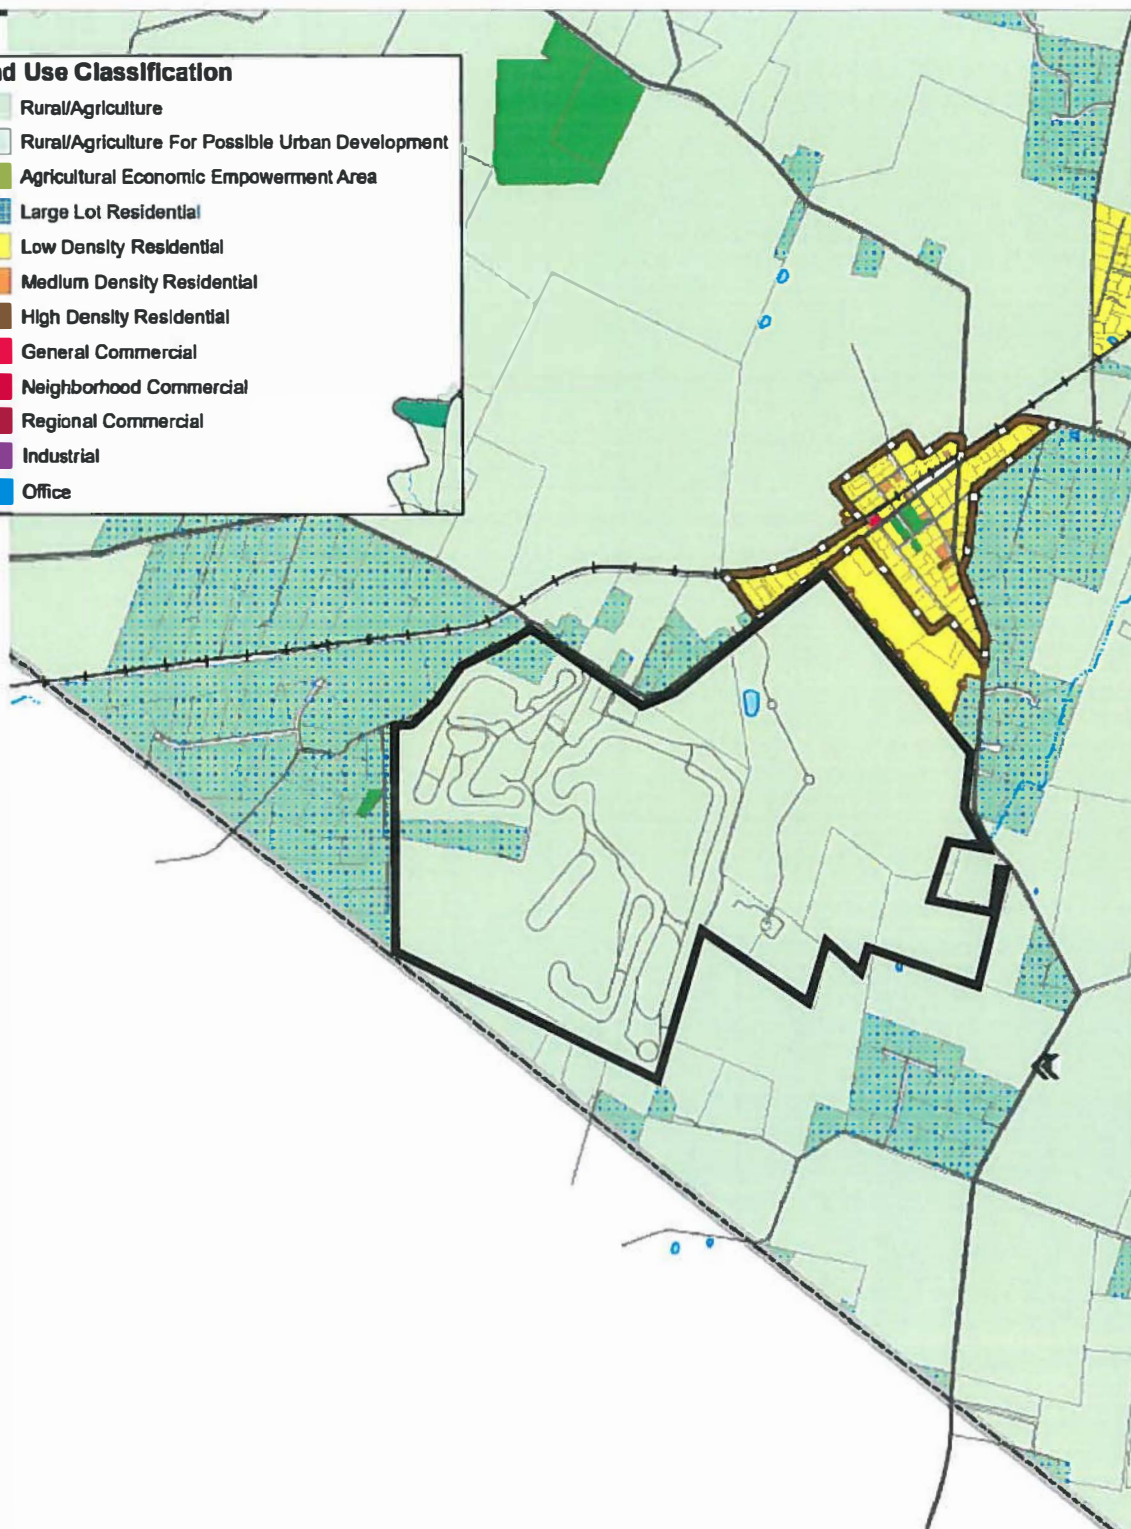 d Use Classification
Rural/Agriculture
Rural/Agriculture For Possible Urban Development
Agricultural Economic Empowerment Area
Large Lot Residential
Low Density Residential
Medium Density Residential
High Density Residential
General Commercial
Neighborhood Commercial
Regional Commercial
Industrial
Office